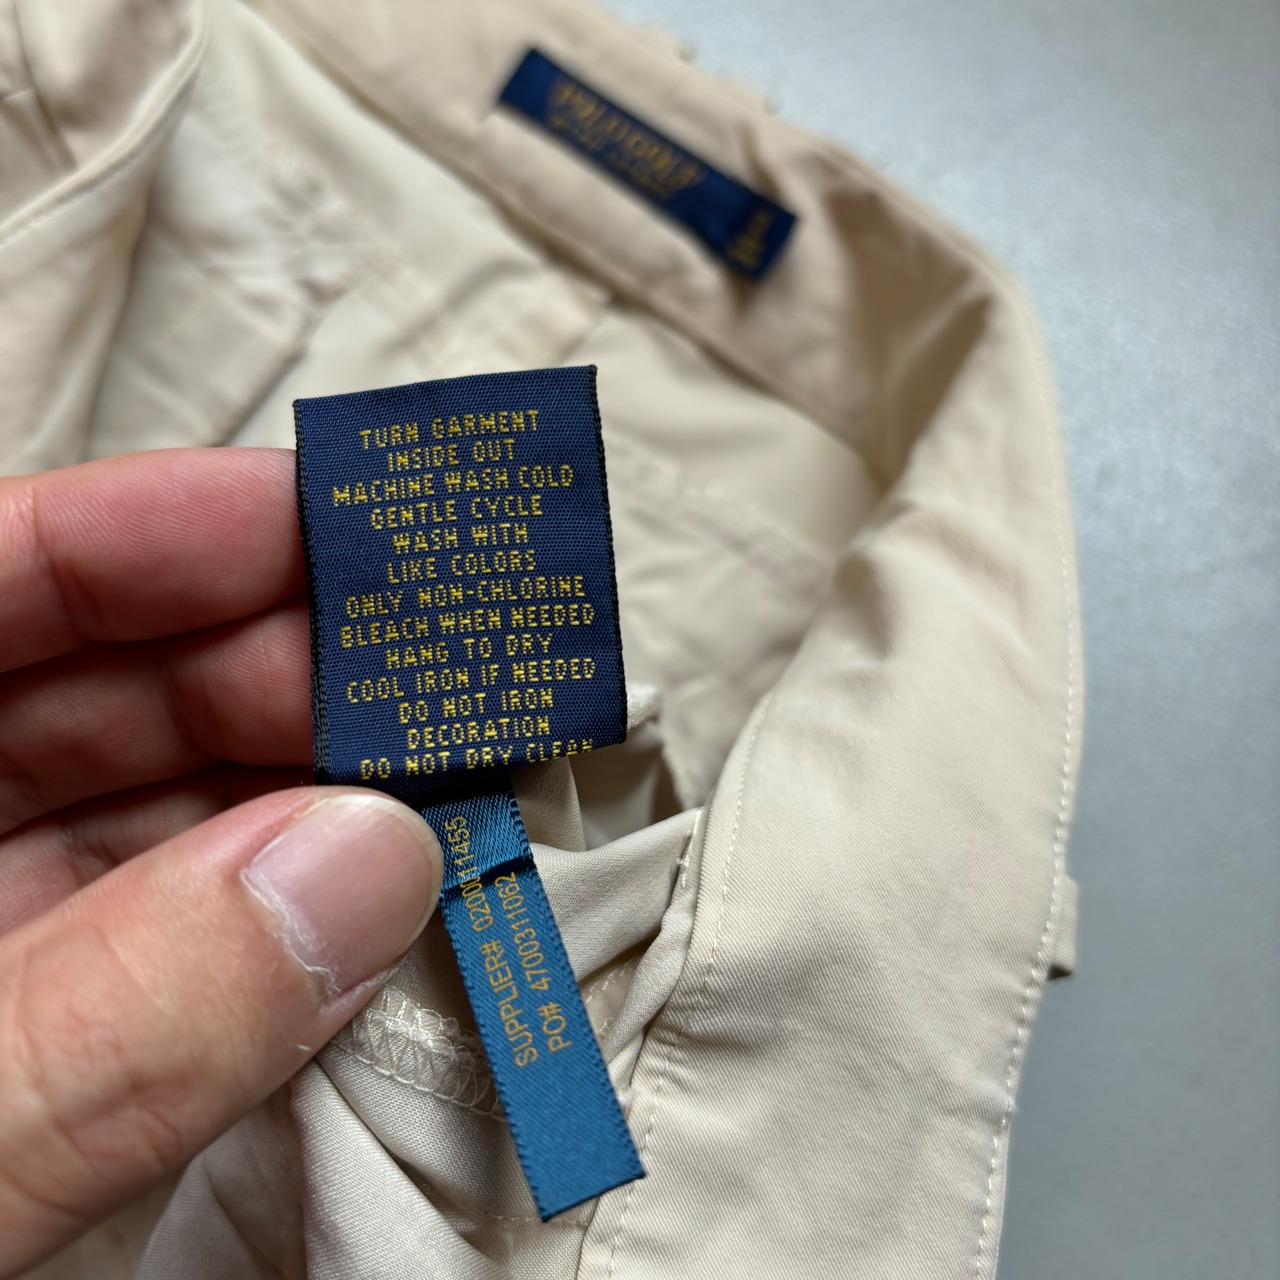 TURN GARMENT
INSIDE OUT
MACHINE WASH COLD
GENTLE CYCLE
WASH WITH
LIKE COLORS
ONLY NON-CHLORINE
BLEACH WHEN NEEDED
HANG TO DRY
COOL IRON IF NEEDED
DO NOT IRON
DECORATION
DO NOT DRY CLEAN
SUPPLIER# 0200011455
PO# 4700311062